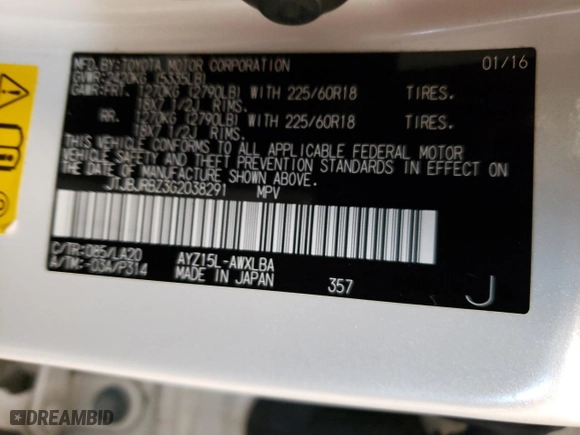 MFD. BY: TOYOTA MOTOR CORPORATION 01/16
GVWR: 2420KG (5335LB)
GAWR: FRT. 1270KG (2790LB) WITH 225/60R18 TIRES.
18X7 1/2J RIMS.
RR. 1270KG (2790LB) WITH 225/60R18 TIRES.
18X7 1/2J RIMS.
THIS VEHICLE CONFORMS TO ALL APPLICABLE FEDERAL MOTOR
VEHICLE SAFETY AND THEFT PREVENTION STANDARDS IN EFFECT ON
THE DATE OF MANUFACTURE SHOWN ABOVE.
JTJBJRBZ3G2038291 MPV
C/TR: 085/LA20 AYZ15L-AWXLBA
A/TM: -03A/P314 MADE IN JAPAN 357 J
DREAMBID